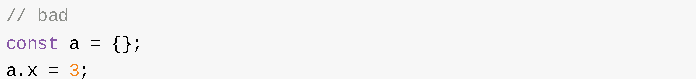 // bad
const a = {};
a.x = 3;